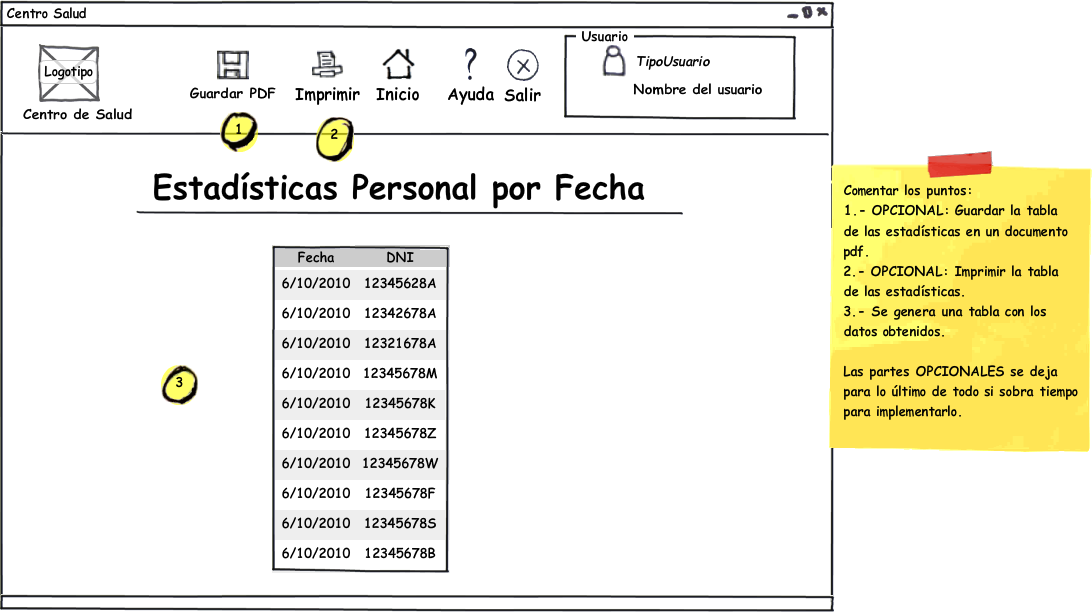 Centro Salud
Logotipo
Centro de Salud
Guardar PDF
Imprimir
Inicio
Ayuda
Salir
Usuario
TipoUsuario
Nombre del usuario
1
2
Estadísticas Personal por Fecha
Fecha DNI
6/10/2010 12345628A
6/10/2010 12342678A
6/10/2010 12321678A
6/10/2010 12345678M
6/10/2010 12345678K
6/10/2010 12345678Z
6/10/2010 12345678W
6/10/2010 12345678F
6/10/2010 12345678S
6/10/2010 12345678B
3
Comentar los puntos:
1.- OPCIONAL: Guardar la tabla
de las estadísticas en un documento
pdf.
2.- OPCIONAL: Imprimir la tabla
de las estadísticas.
3.- Se genera una tabla con los
datos obtenidos.
Las partes OPCIONALES se deja
para lo último de todo si sobra tiempo
para implementarlo.